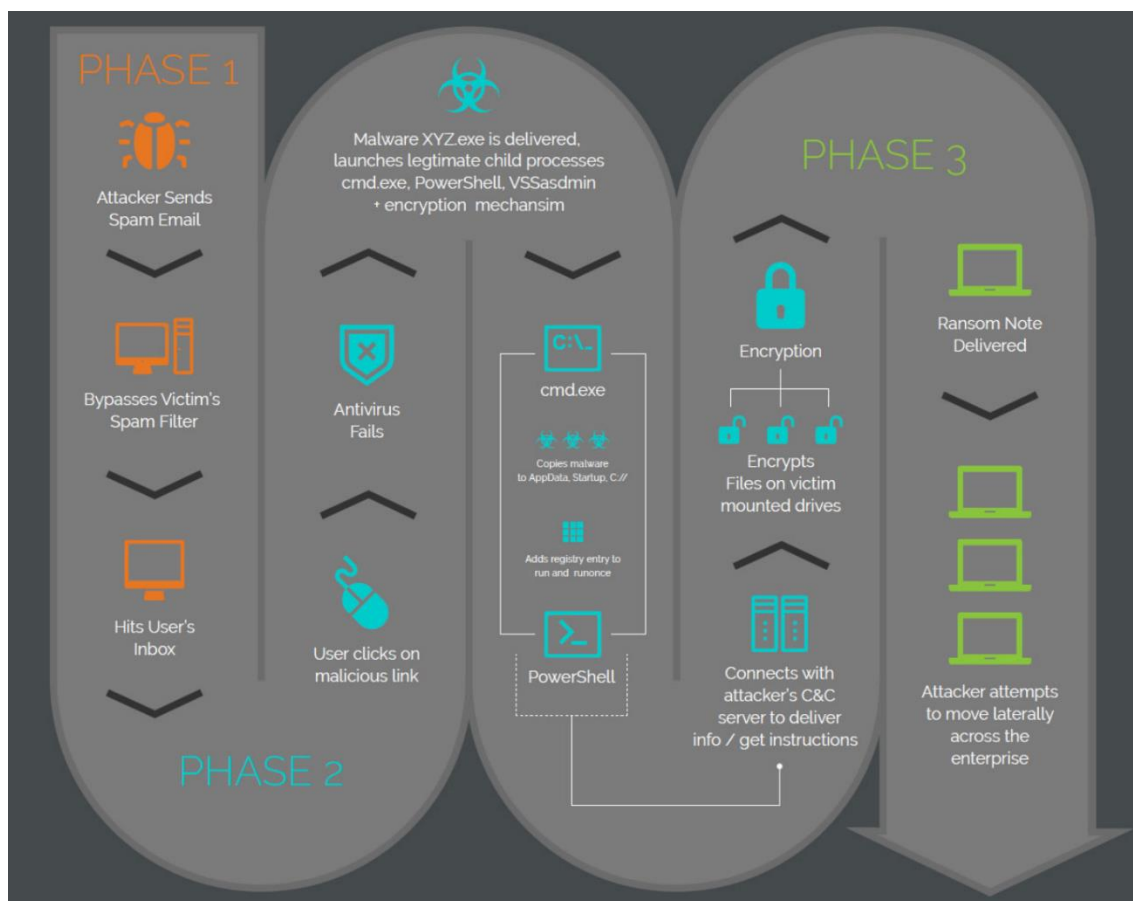 PHASE 1
Attacker Sends
Spam Email
Bypasses Victim's
Spam Filter
Hits User's
Inbox
PHASE 2
User clicks on
malicious link
Antivirus
Fails
Malware XYZ.exe is delivered,
launches legtimate child processes
cmd.exe, PowerShell, VSSasdmin
+ encryption mechansim
C:\_
cmd.exe
Copies malware
to AppData, Startup, C://
Adds registry entry to
run and runonce
>_
PowerShell
Connects with
attacker's C&C
server to deliver
info / get instructions
Encrypts
Files on victim
mounted drives
Encryption
PHASE 3
Ransom Note
Delivered
Attacker attempts
to move laterally
across the
enterprise